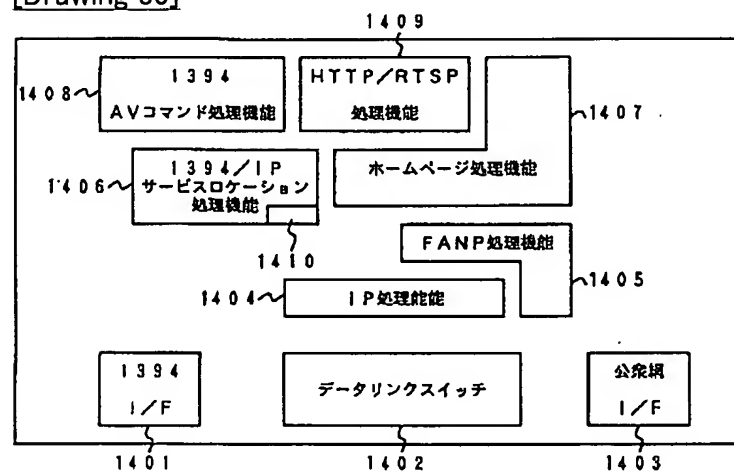 1409
1394
AVコマンド処理機能
HTTP/RTSP
処理機能
1408
1407
1394/IP
サービスロケーション
処理機能
ホームページ処理機能
1406
1410
FANP処理機能
1404
IP処理能能
1405
1394
I/F
データリンクスイッチ
公衆網
I/F
1401
1402
1403